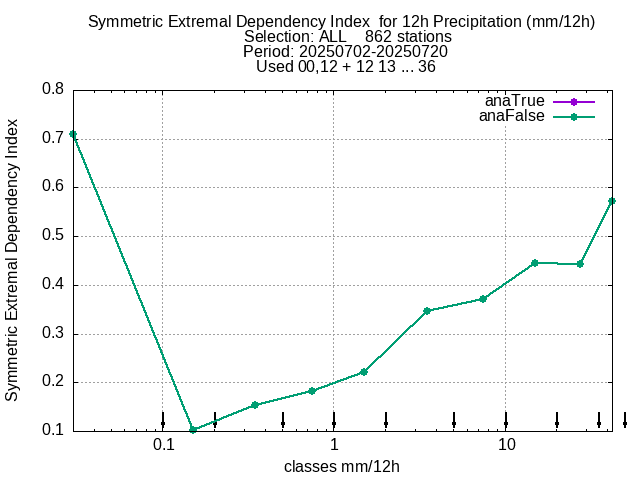 Symmetric Extremal Dependency Index  for 12h Precipitation (mm/12h)
Selection: ALL    862 stations
Period: 20250702-20250720
Used 00,12 + 12 13 ... 36
anaTrue
anaFalse
0.8
0.7
0.6
0.5
0.4
0.3
0.2
0.1
Symmetric Extremal Dependency Index
0.1 1 10
classes mm/12h